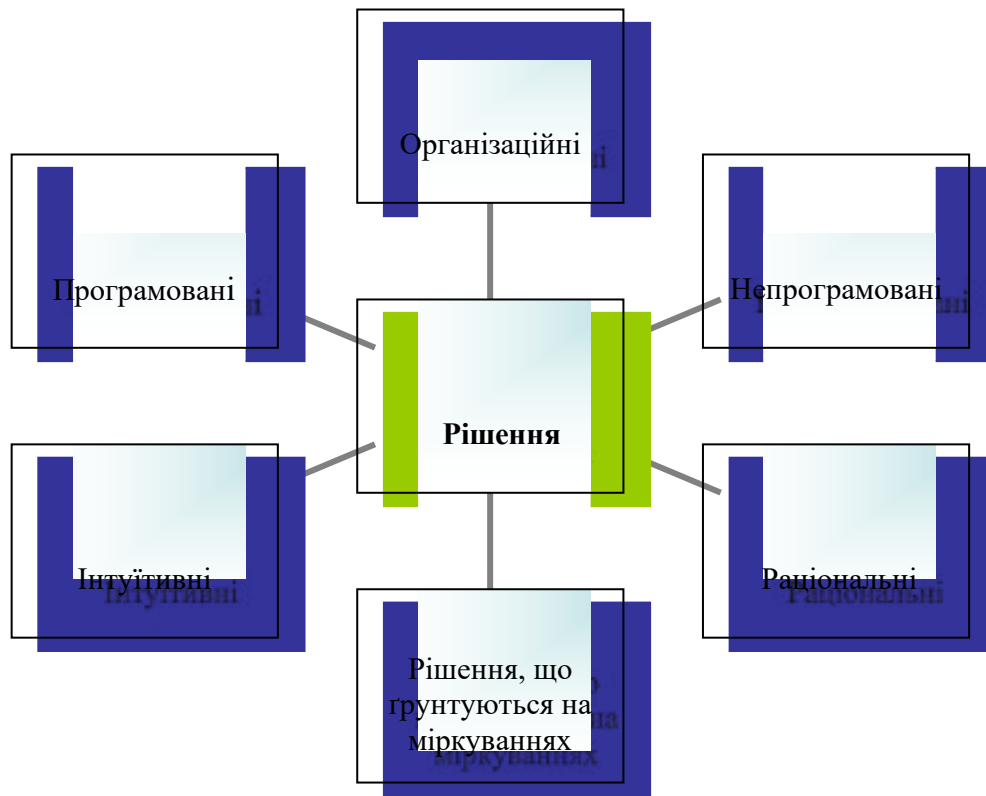 Організаційні
Програмовані
Непрограмовані
Рішення
Інтуїтивні
Раціональні
Рішення, що
ґрунтуються на
міркуваннях